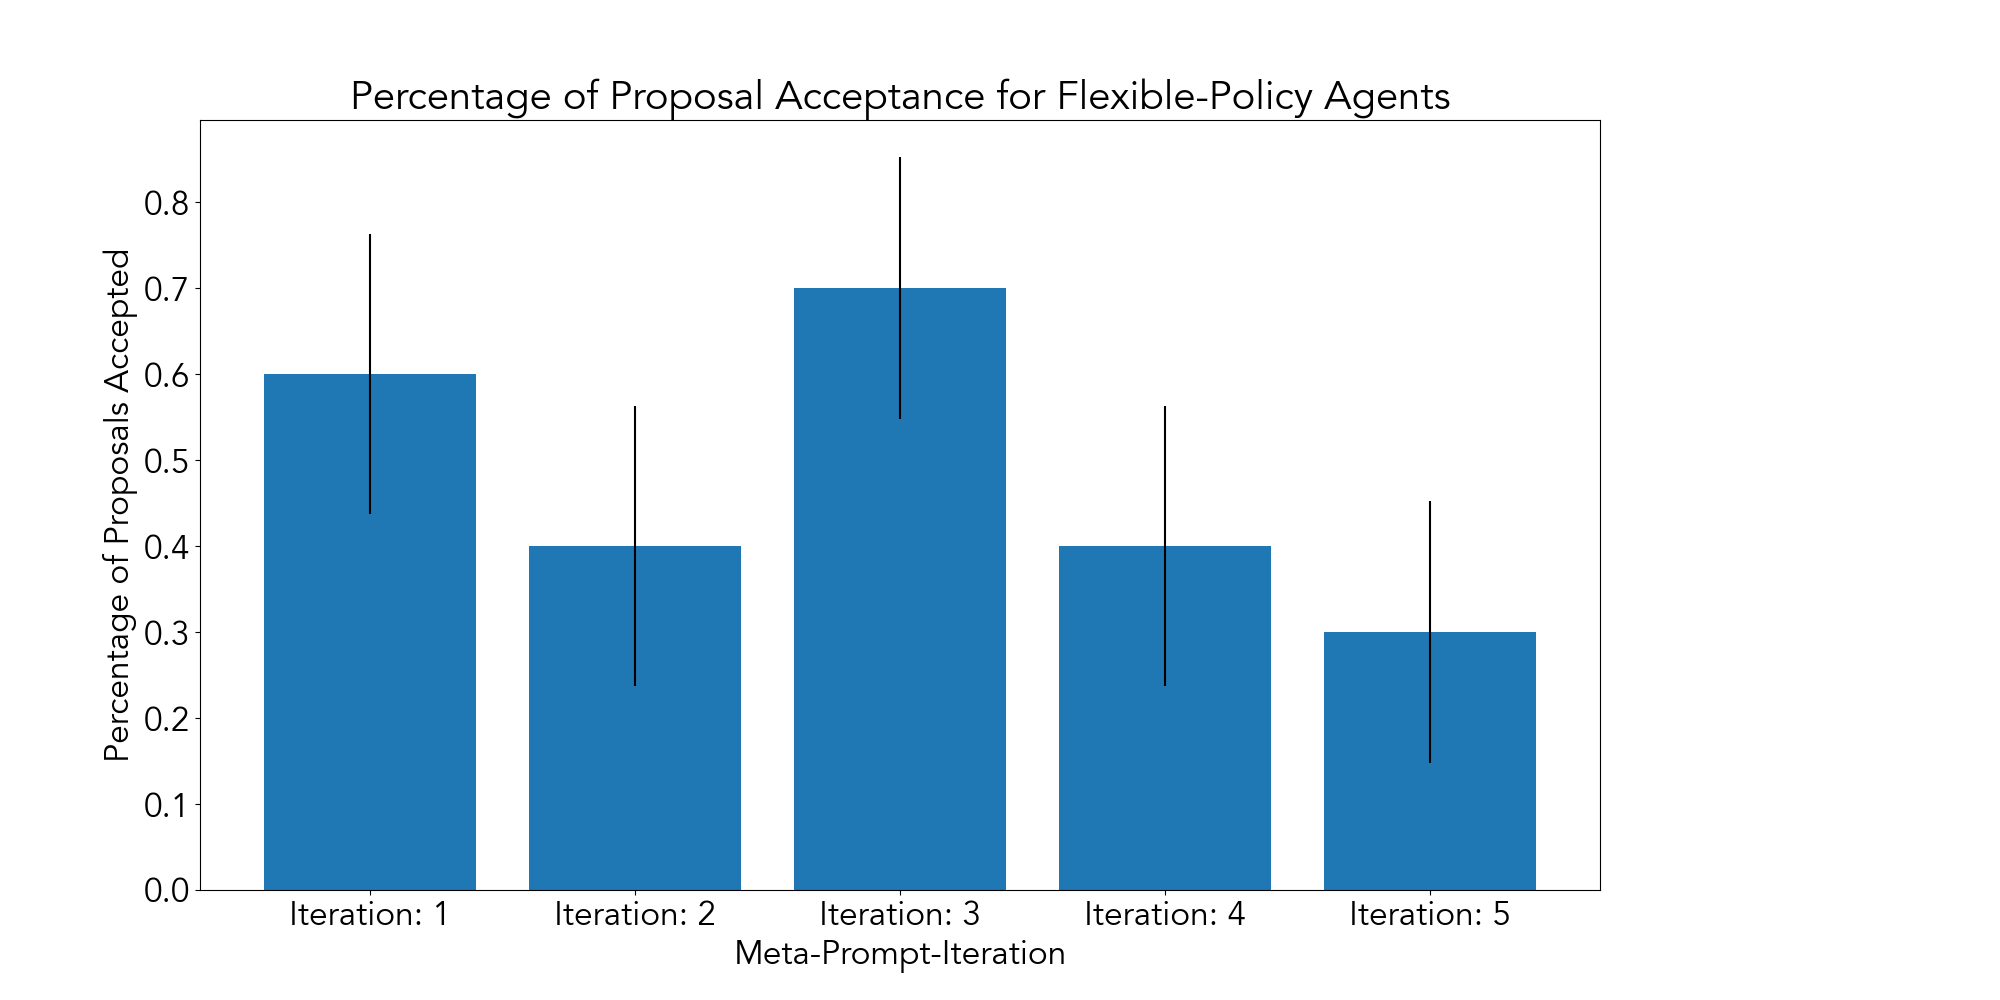 Percentage of Proposal Acceptance for Flexible-Policy Agents
Percentage of Proposals Accepted
0.8
0.7
0.6
0.5
0.4
0.3
0.2
0.1
0.0
Iteration: 1
Iteration: 2
Iteration: 3
Iteration: 4
Iteration: 5
Meta-Prompt-Iteration